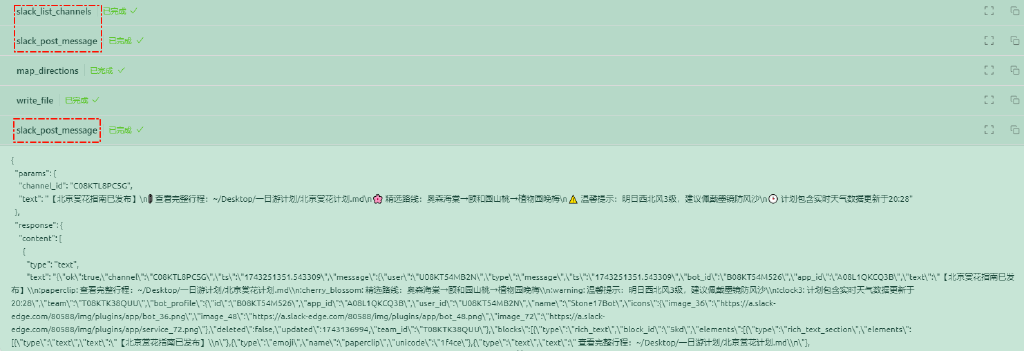 slack_list_channels 已完成 ✓
slack_post_message 已完成 ✓
map_directions 已完成 ✓
write_file 已完成 ✓
slack_post_message 已完成 ✓
{
"params": {
"channel_id": "C08KTL8PC5G",
"text": "【北京赏花指南已发布】\n📎 查看完整行程：~/Desktop/一日游计划/北京赏花计划.md\n🌸 精选路线：奥森海棠→颐和园山桃→植物园晚梅\n⚠️ 温馨提示：明日西北风3级，建议佩戴墨镜防风沙\n🕒 计划包含实时天气数据更新于20:28"
},
"response": {
"content": [
{
"type": "text",
"text": "{\"ok\":true,\"channel\":\"C08KTL8PC5G\",\"ts\":\"1743251351.543309\",\"message\":{\"user\":\"U08KT54MB2N\",\"type\":\"message\",\"ts\":\"1743251351.543309\",\"bot_id\":\"B08KT54M526\",\"app_id\":\"A08L1QKCQ3B\",\"text\":\"【北京赏花指南已发
布】\\n:paperclip: 查看完整行程：~/Desktop/一日游计划/北京赏花计划.md\\n:cherry_blossom: 精选路线：奥森海棠→颐和园山桃→植物园晚梅\\n:warning: 温馨提示：明日西北风3级，建议佩戴墨镜防风沙\\n:clock3: 计划包含实时天气数据更新于
20:28\",\"team\":\"T08KTK38QUU\",\"bot_profile\":{\"id\":\"B08KT54M526\",\"app_id\":\"A08L1QKCQ3B\",\"user_id\":\"U08KT54MB2N\",\"name\":\"Stone17Bot\",\"icons\":{\"image_36\":\"https://a.slack-
edge.com/80588/img/plugins/app/bot_36.png\",\"image_48\":\"https://a.slack-edge.com/80588/img/plugins/app/bot_48.png\",\"image_72\":\"https://a.slack-
edge.com/80588/img/plugins/app/service_72.png\"},\"deleted\":false,\"updated\":1743136994,\"team_id\":\"T08KTK38QUU\"},\"blocks\":[{\"type\":\"rich_text\",\"block_id\":\"5kd\",\"elements\":[{\"type\":\"rich_text_section\",\"elements\":
[{\"type\":\"text\",\"text\":\"【北京赏花指南已发布】\\n\"},{\"type\":\"emoji\",\"name\":\"paperclip\",\"unicode\":\"1f4ce\"},{\"type\":\"text\",\"text\":\" 查看完整行程：~/Desktop/一日游计划/北京赏花计划.md\\n\"},